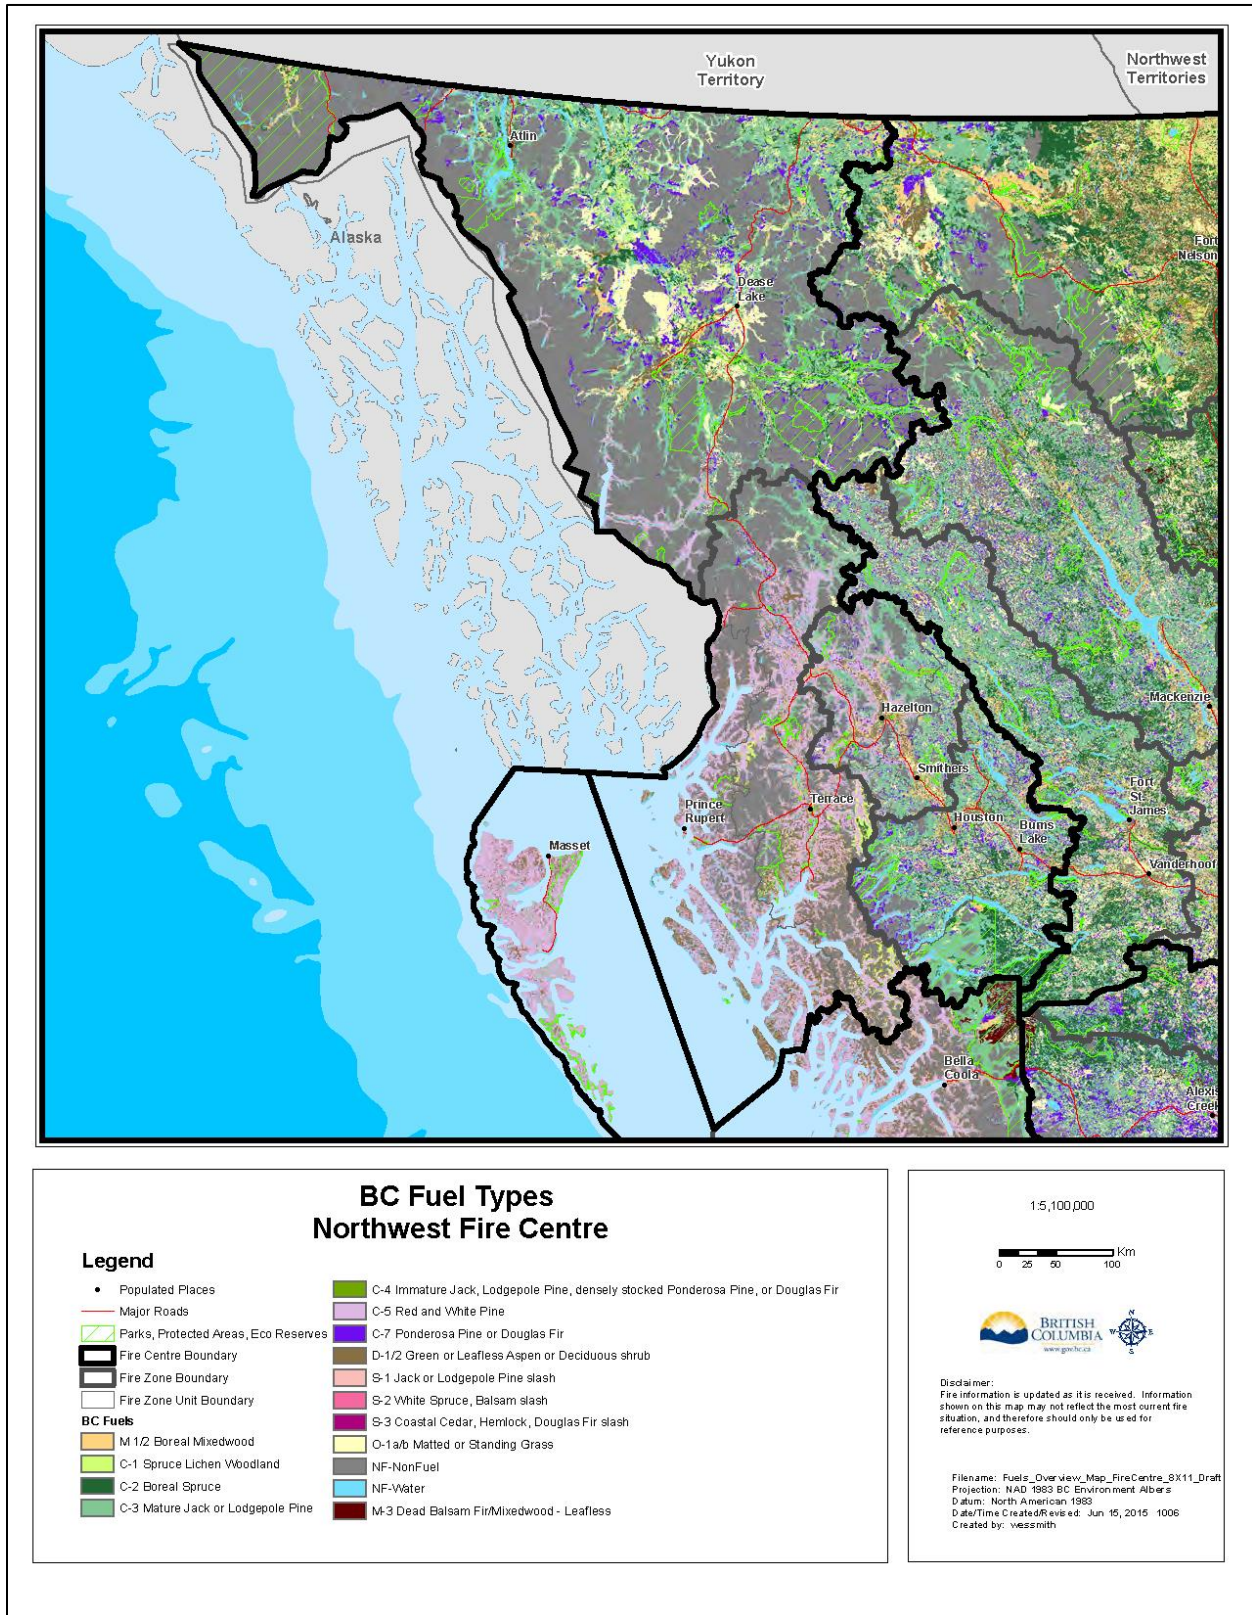 Yukon
Territory
Northwest
Territories
Atlin
Alaska
Fort
Nelson
Dease
Lake
Mackenzie
Hazelton
Smithers
Fort
St.
James
Prince
Rupert
Terrace
Houston
Burns
Lake
Masset
Vanderhoof
Bella
Coola
Alexis
Creek
BC Fuel Types
Northwest Fire Centre
Legend
Populated Places
Major Roads
Parks, Protected Areas, Eco Reserves
Fire Centre Boundary
Fire Zone Boundary
Fire Zone Unit Boundary
BC Fuels
M 1/2 Boreal Mixedwood
C-1 Spruce Lichen Woodland
C-2 Boreal Spruce
C-3 Mature Jack or Lodgepole Pine
C-4 Immature Jack, Lodgepole Pine, densely stocked Ponderosa Pine, or Douglas Fir
C-5 Red and White Pine
C-7 Ponderosa Pine or Douglas Fir
D-1/2 Green or Leafless Aspen or Deciduous shrub
S-1 Jack or Lodgepole Pine slash
S-2 White Spruce, Balsam slash
S-3 Coastal Cedar, Hemlock, Douglas Fir slash
O-1a/b Matted or Standing Grass
NF-NonFuel
NF-Water
M-3 Dead Balsam Fir/Mixedwood - Leafless
1:5,100,000
Km
0 25 50 100
BRITISH
COLUMBIA
www.gov.bc.ca
N
W E
S
Disclaimer:
Fire information is updated as it is received. Information
shown on this map may not reflect the most current fire
situation, and therefore should only be used for
reference purposes.
Filename: Fuels_Overview_Map_FireCentre_8X11_Draft
Projection: NAD 1983 BC Environment Albers
Datum: North American 1983
Date/Time Created/Revised: Jun 15, 2015 1006
Created by: wessmith